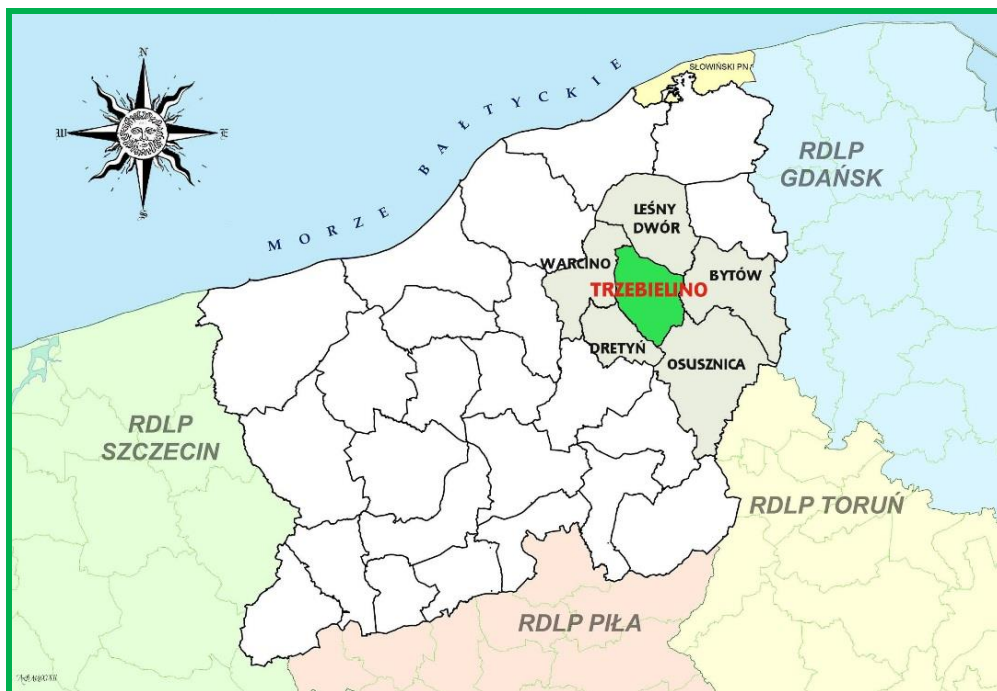 N
W
E
S
MORZE BAŁTYCKIE
SŁOWIŃSKI PN
RDLP
GDAŃSK
LEŚNY
DWÓR
WARCINO
BYTÓW
TRZEBIELINO
DRETYŃ
OSUSZNICA
RDLP
SZCZECIN
RDLP TORUŃ
RDLP PIŁA